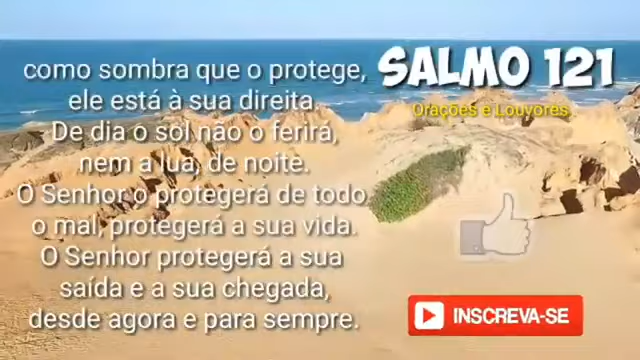 como sombra que o protege,
ele está à sua direita.
De dia o sol não o ferirá,
nem a lua, de noite.
O Senhor o protegerá de todo
o mal, protegerá a sua vida.
O Senhor protegerá a sua
saída e a sua chegada,
desde agora e para sempre.
SALMO 121
Orações e Louvores
INSCREVA-SE